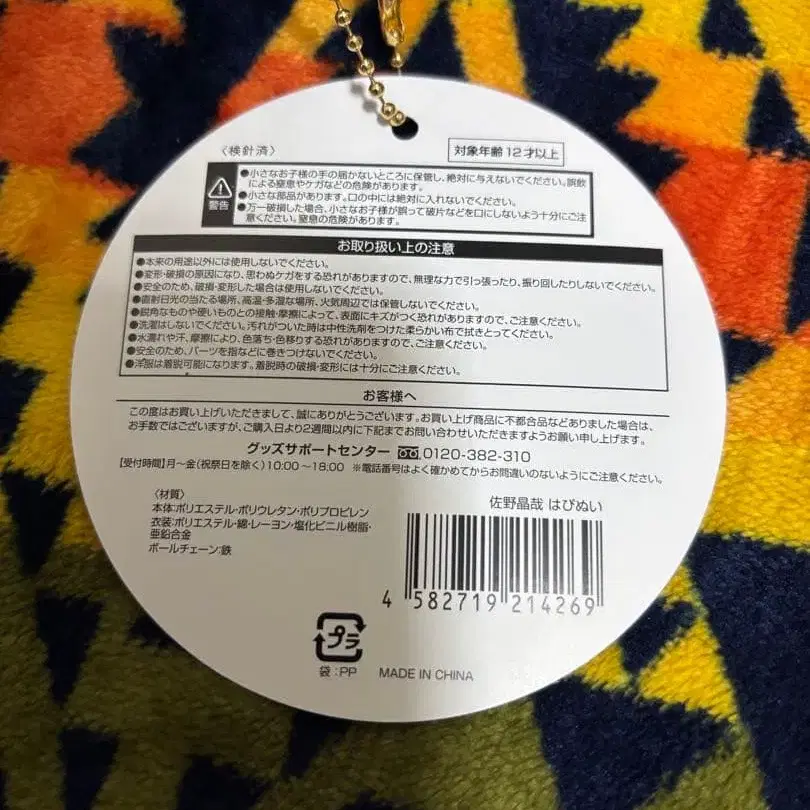 〈検針済〉
対象年齢 12才以上
警告
●小さなお子様の手の届かないところに保管し、絶対に与えないでください。誤飲
による窒息やケガなどの危険があります。
●小さな部品があります。口の中には絶対に入れないでください。
●万一破損した場合、小さなお子様が誤って破片などを口にしないよう十分にご注
意ください。窒息の危険があります。
お取り扱い上の注意
●本来の用途以外には使用しないでください。
●変形・破損の原因になり、思わぬケガをする恐れがありますので、無理な力で引っ張ったり、振り回したりしないでください。
●安全のため、破損・変形した場合は使用しないでください。
●直射日光の当たる場所、高温・多湿な場所、火気周辺では保管しないでください。
●鋭角なものや硬いものとの接触・摩擦によって、表面にキズがつく恐れがありますので、ご注意ください。
●洗濯はしないでください。汚れがついた時は中性洗剤をつけた柔らかい布で拭きとってください。
●水濡れや汗、摩擦により、色落ち・色移りする恐れがありますので、ご注意ください。
●安全のため、パーツを指などに巻きつけないでください。
●洋服は着脱可能になります。着脱時の破損・変形には十分にご注意ください。
お客様へ
この度はお買い上げいただきまして、誠にありがとうございます。お買い上げ商品に不都合品などありました場合は、
お手数ではございますが、ご購入日より2週間以内に下記までお問い合わせいただきますようお願い申し上げます。
グッズサポートセンター 0120-382-310
【受付時間】月〜金(祝祭日を除く)10:00〜18:00 ※電話番号はよく確かめてからお間違いのないようにご注意ください。
〈材質〉
本体:ポリエステル・ポリウレタン・ポリプロピレン
衣装:ポリエステル・綿・レーヨン・塩化ビニル樹脂・
亜鉛合金
ボールチェーン:鉄
佐野晶哉 はぴぬい
4 582719 214269
プラ
袋:PP
MADE IN CHINA